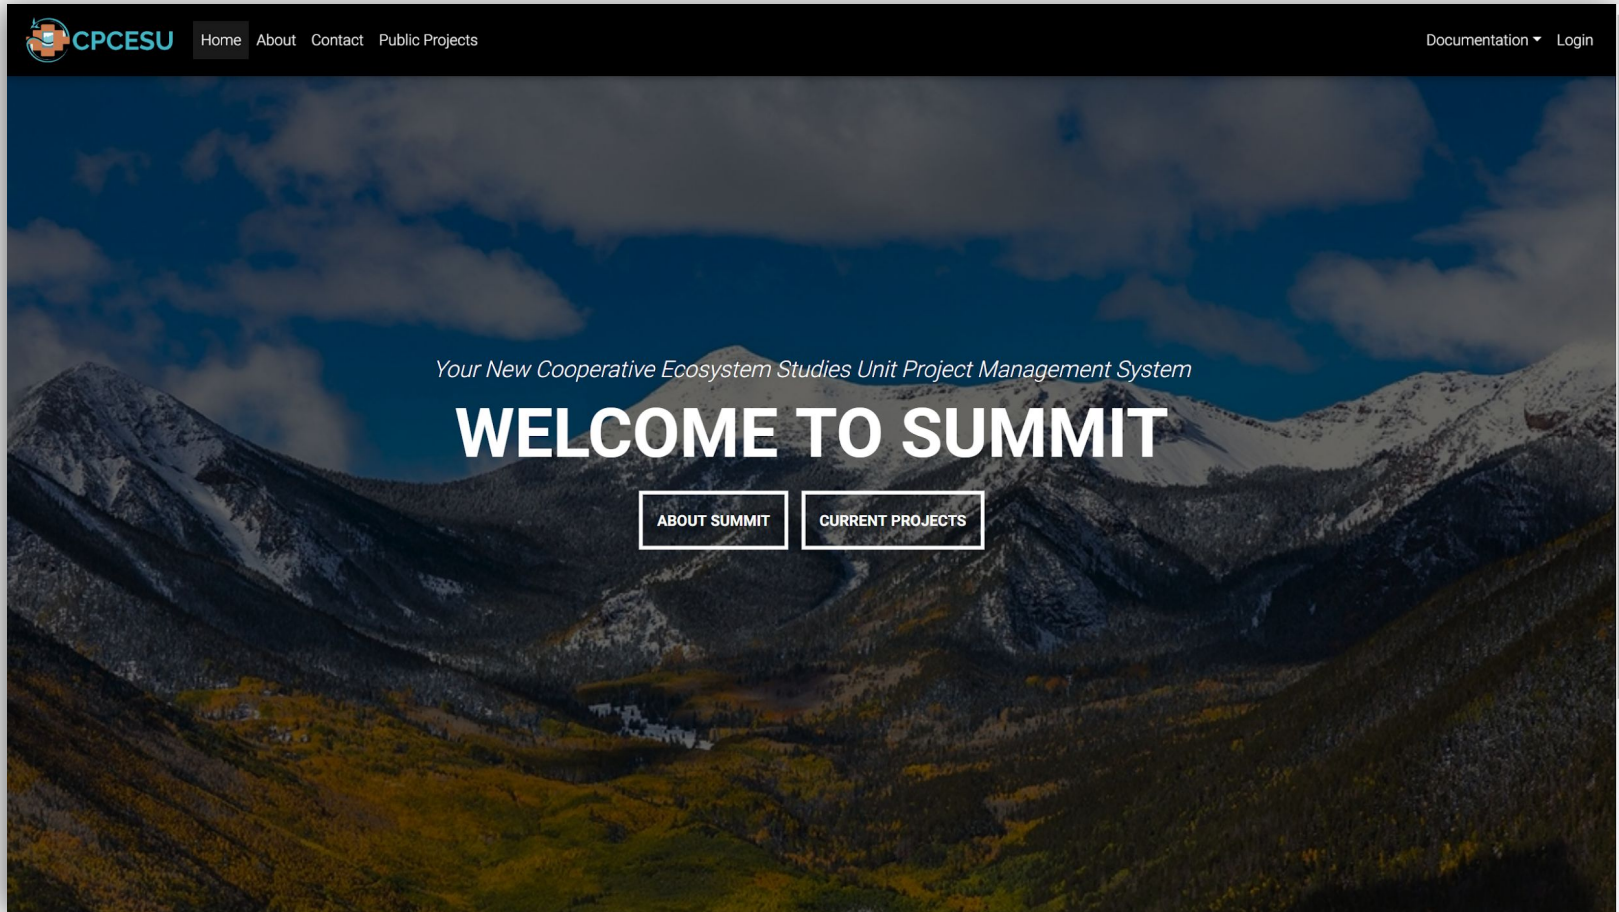 CPCESU
Home About Contact Public Projects
Documentation Login
Your New Cooperative Ecosystem Studies Unit Project Management System
WELCOME TO SUMMIT
ABOUT SUMMIT CURRENT PROJECTS